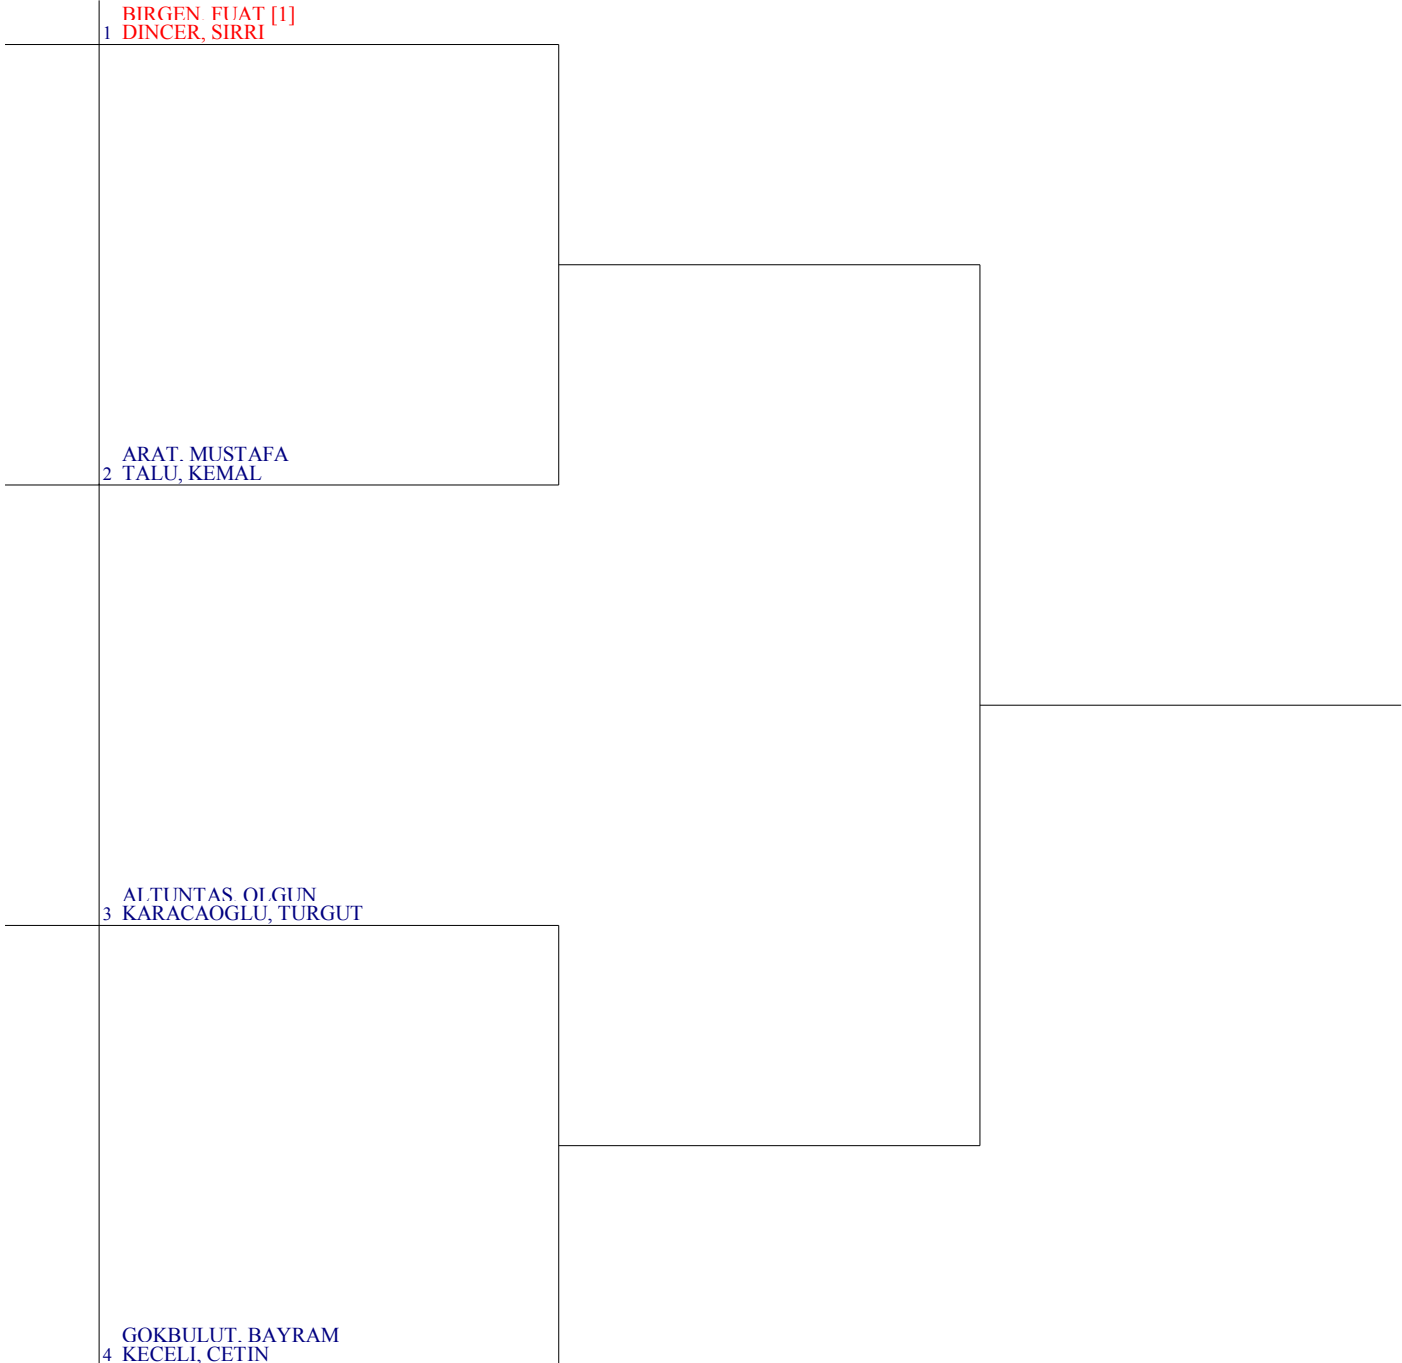 BIRGEN, FUAT [1]
1 DINCER, SIRRI
ARAT, MUSTAFA
2 TALU, KEMAL
ALTUNTAS, OLGUN
3 KARACAOGLU, TURGUT
GOKBULUT, BAYRAM
4 KECELI, CETIN